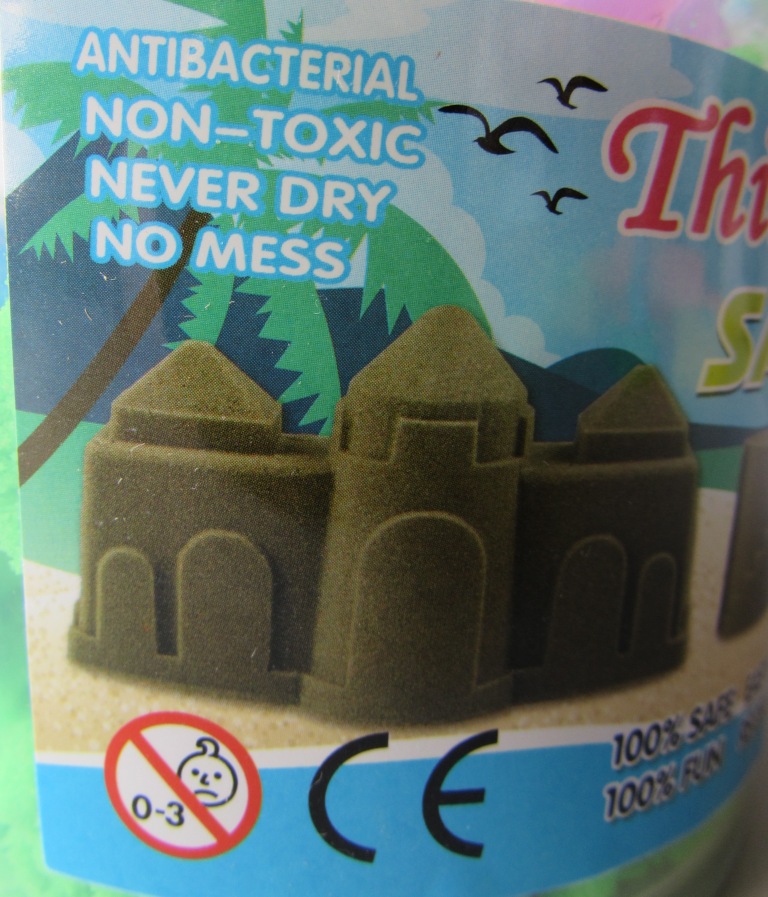 ANTIBACTERIAL
NON-TOXIC
NEVER DRY
NO MESS
0-3
CE
100% SAFE
100% FUN